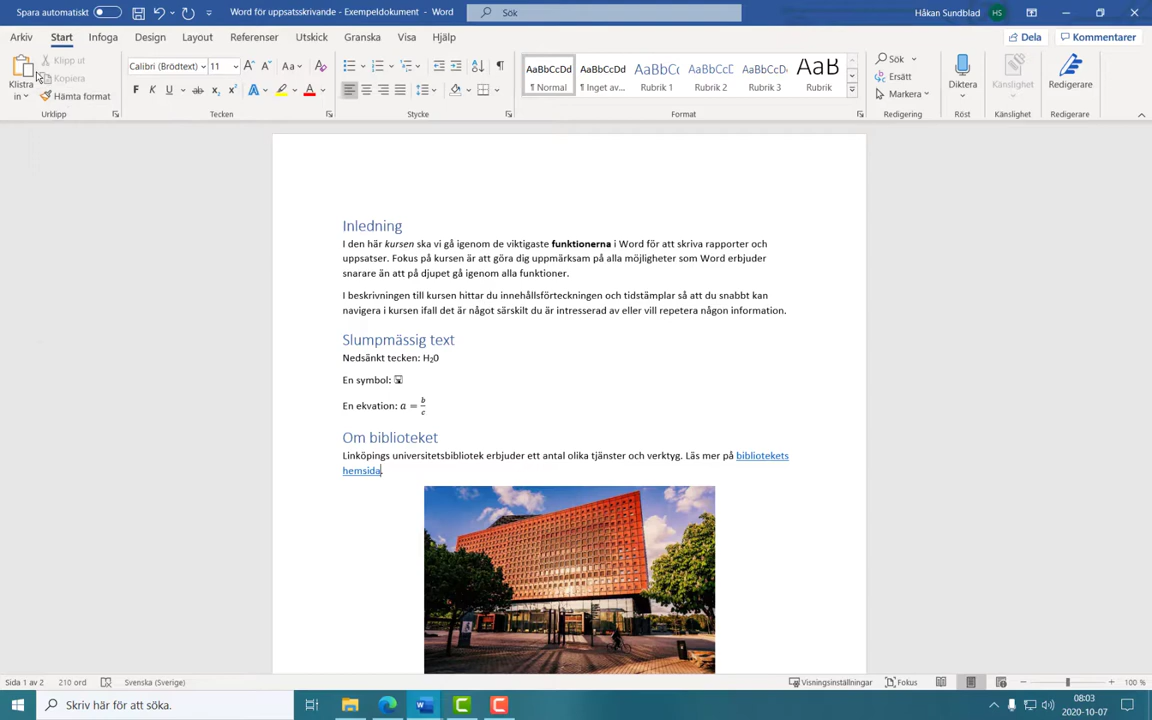 Spara automatiskt
Word för uppsatsskrivande - Exempeldokument - Word
Sök
Håkan Sundblad
HS
Arkiv
Start
Infoga
Design
Layout
Referenser
Utskick
Granska
Visa
Hjälp
Dela
Kommentarer
Klistra
in
Klipp ut
Kopiera
Hämta format
Urklipp
Calibri (Brödtext)
11
Aa
F
K
U
ab
x₂
x²
A
A
Tecken
Stycke
AaBbCcDd
¶ Normal
AaBbCcDd
¶ Inget av...
AaBbC(
Rubrik 1
AaBbCcE
Rubrik 2
AaBbCcD
Rubrik 3
AaB
Rubrik
Format
Sök
Ersätt
Markera
Redigering
Diktera
Röst
Känslighet
Känslighet
Redigerare
Redigerare
Inledning
I den här kursen ska vi gå igenom de viktigaste funktionerna i Word för att skriva rapporter och
uppsatser. Fokus på kursen är att göra dig uppmärksam på alla möjligheter som Word erbjuder
snarare än att på djupet gå igenom alla funktioner.
I beskrivningen till kursen hittar du innehållsförteckningen och tidstämplar så att du snabbt kan
navigera i kursen ifall det är något särskilt du är intresserad av eller vill repetera någon information.
Slumpmässig text
Nedsänkt tecken: H₂0
En symbol: 🖫
En ekvation: a = b/c
Om biblioteket
Linköpings universitetsbibliotek erbjuder ett antal olika tjänster och verktyg. Läs mer på bibliotekets
hemsida.
Sida 1 av 2
210 ord
Svenska (Sverige)
Visningsinställningar
Fokus
100 %
Skriv här för att söka.
08:03
2020-10-07